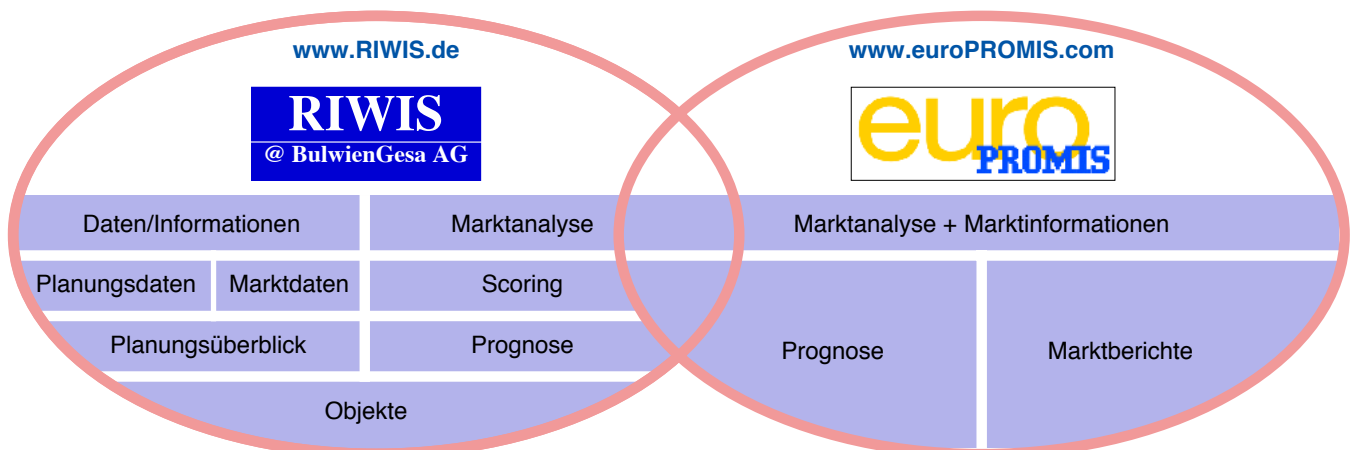 www.RIWIS.de
RIWIS
@ BulwienGesa AG
Daten/Informationen
Marktanalyse
Planungsdaten
Marktdaten
Scoring
Planungsüberblick
Prognose
Objekte
www.euroPROMIS.com
euro
PROMIS
Marktanalyse + Marktinformationen
Prognose
Marktberichte